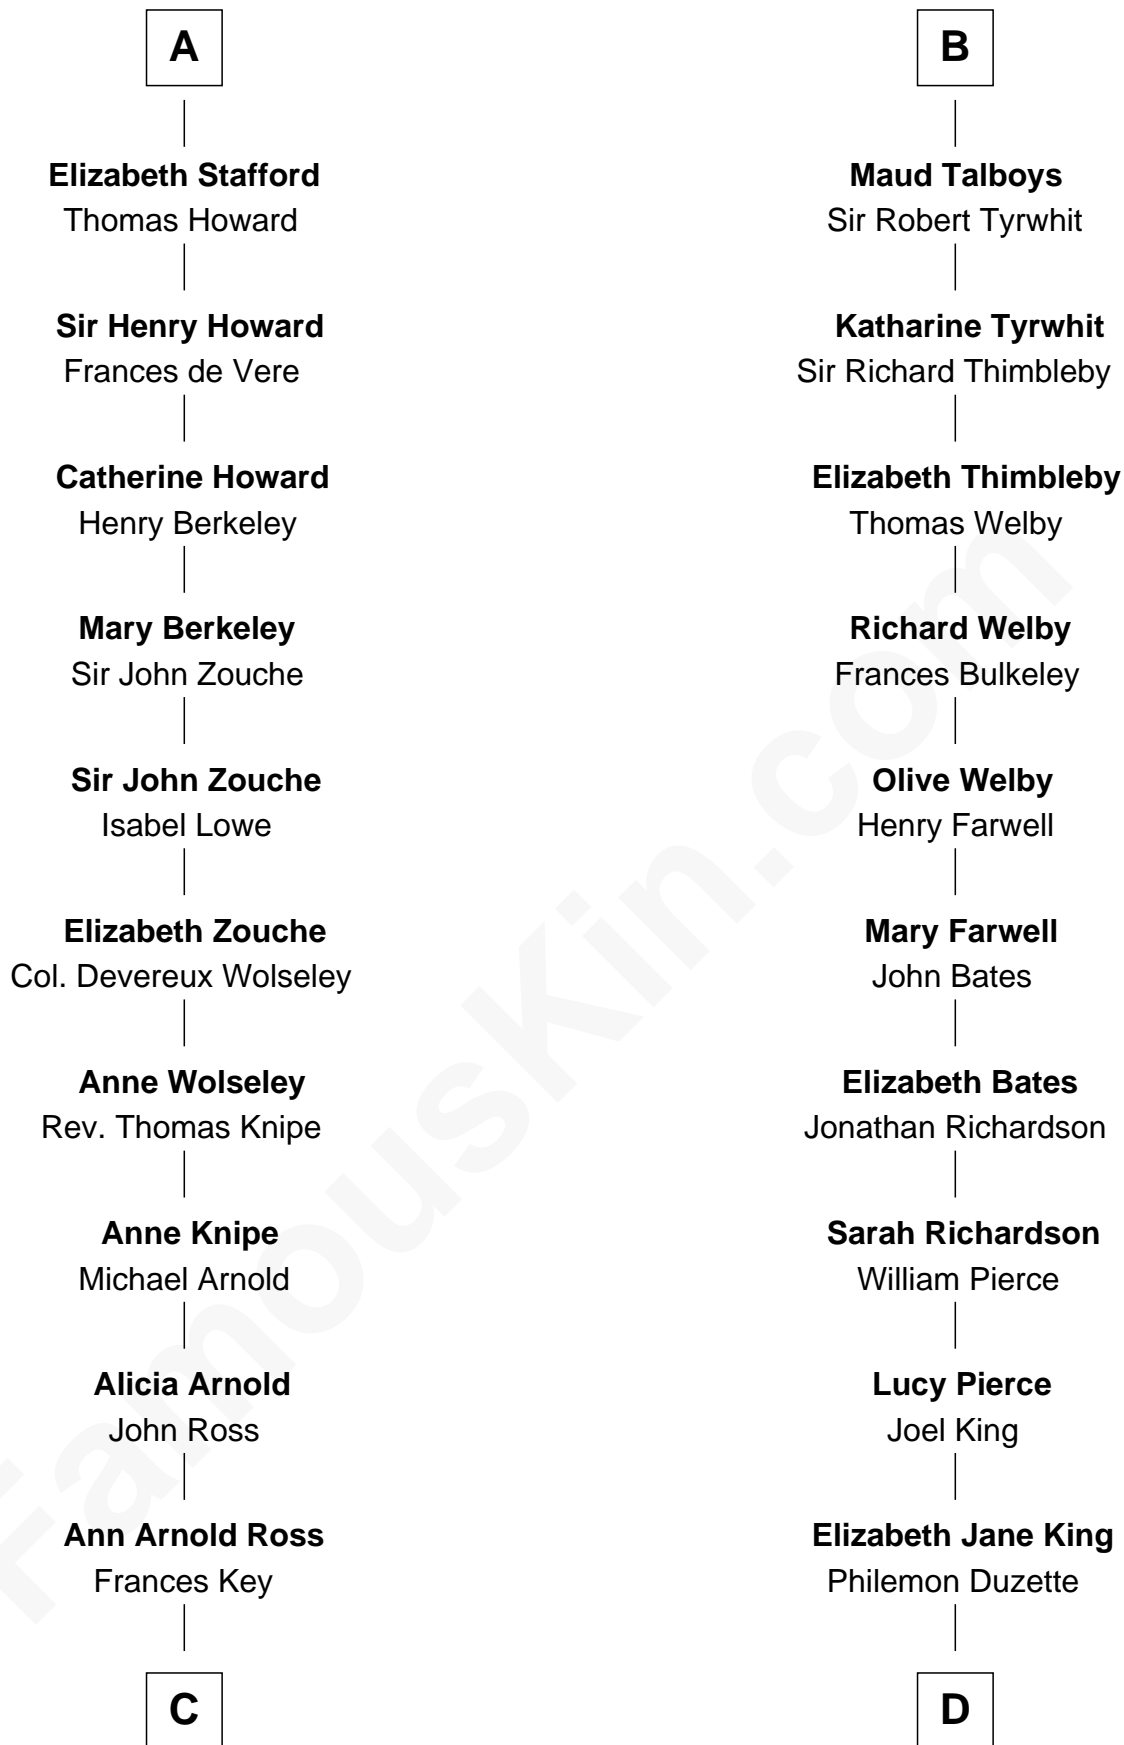 A
Elizabeth Stafford
Thomas Howard
Sir Henry Howard
Frances de Vere
Catherine Howard
Henry Berkeley
Mary Berkeley
Sir John Zouche
Sir John Zouche
Isabel Lowe
Elizabeth Zouche
Col. Devereux Wolseley
Anne Wolseley
Rev. Thomas Knipe
Anne Knipe
Michael Arnold
Alicia Arnold
John Ross
Ann Arnold Ross
Frances Key
C
B
Maud Talboys
Sir Robert Tyrwhit
Katharine Tyrwhit
Sir Richard Thimbleby
Elizabeth Thimbleby
Thomas Welby
Richard Welby
Frances Bulkeley
Olive Welby
Henry Farwell
Mary Farwell
John Bates
Elizabeth Bates
Jonathan Richardson
Sarah Richardson
William Pierce
Lucy Pierce
Joel King
Elizabeth Jane King
Philemon Duzette
D
FamousKin.com